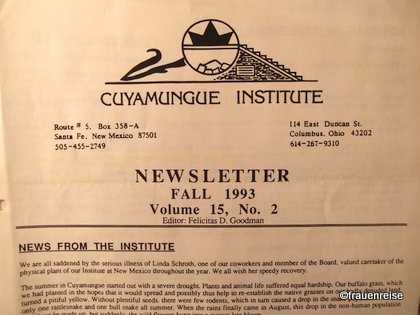 CUYAMUNGUE INSTITUTE
Route # 5. Box 358-A
Santa Fe, New Mexico 87501
505-455-2749
114 East Duncan St.
Columbus, Ohio 43202
614-267-9310
NEWSLETTER
FALL 1993
Volume 15, No. 2
Editor: Felicitas D. Goodman
NEWS FROM THE INSTITUTE
We are all saddened by the serious illness of Linda Schroth, one of our coworkers and member of the Board, valued caretaker of the
physical plant of our Institute at New Mexico throughout the year. We all wish her speedy recovery.
The summer in Cuyamungue started out with a severe drought. Plants and animal life suffered equal hardship. Our buffalo grass, which
we had planted in the hopes that it would spread and possibly thus help to re-establish the native grasses on our badly denuded land,
turned a pitiful yellow. Without plentiful seeds, there were few rodents, which in turn caused a drop in the snake
only one rattlesnake and one bull snake all summer. When the rains finally came in August, this drop in the non-human population
©frauenreise